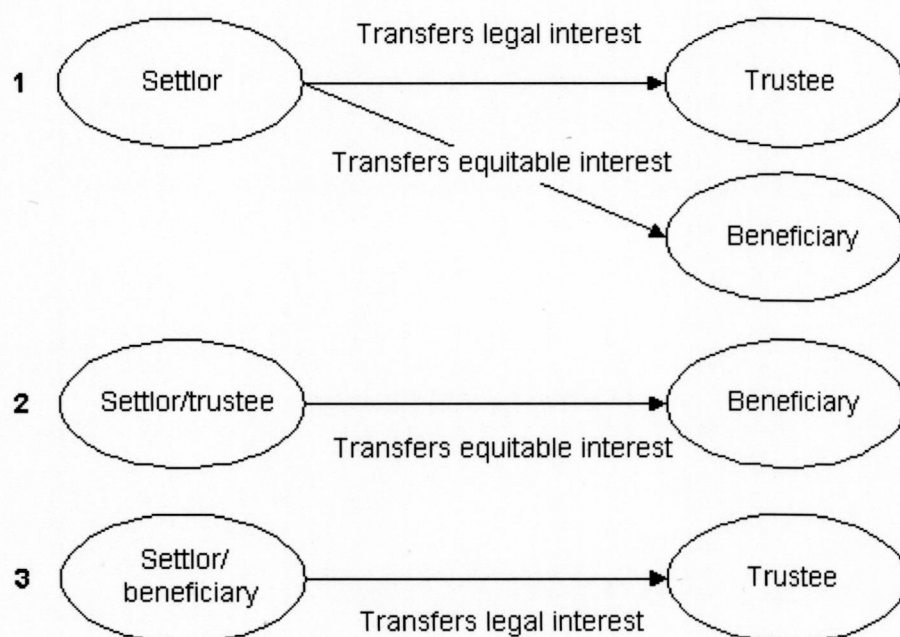 Transfers legal interest
1 Settlor Trustee
Transfers equitable interest
Beneficiary
2 Settlor/trustee Beneficiary
Transfers equitable interest
3 Settlor/
beneficiary Trustee
Transfers legal interest